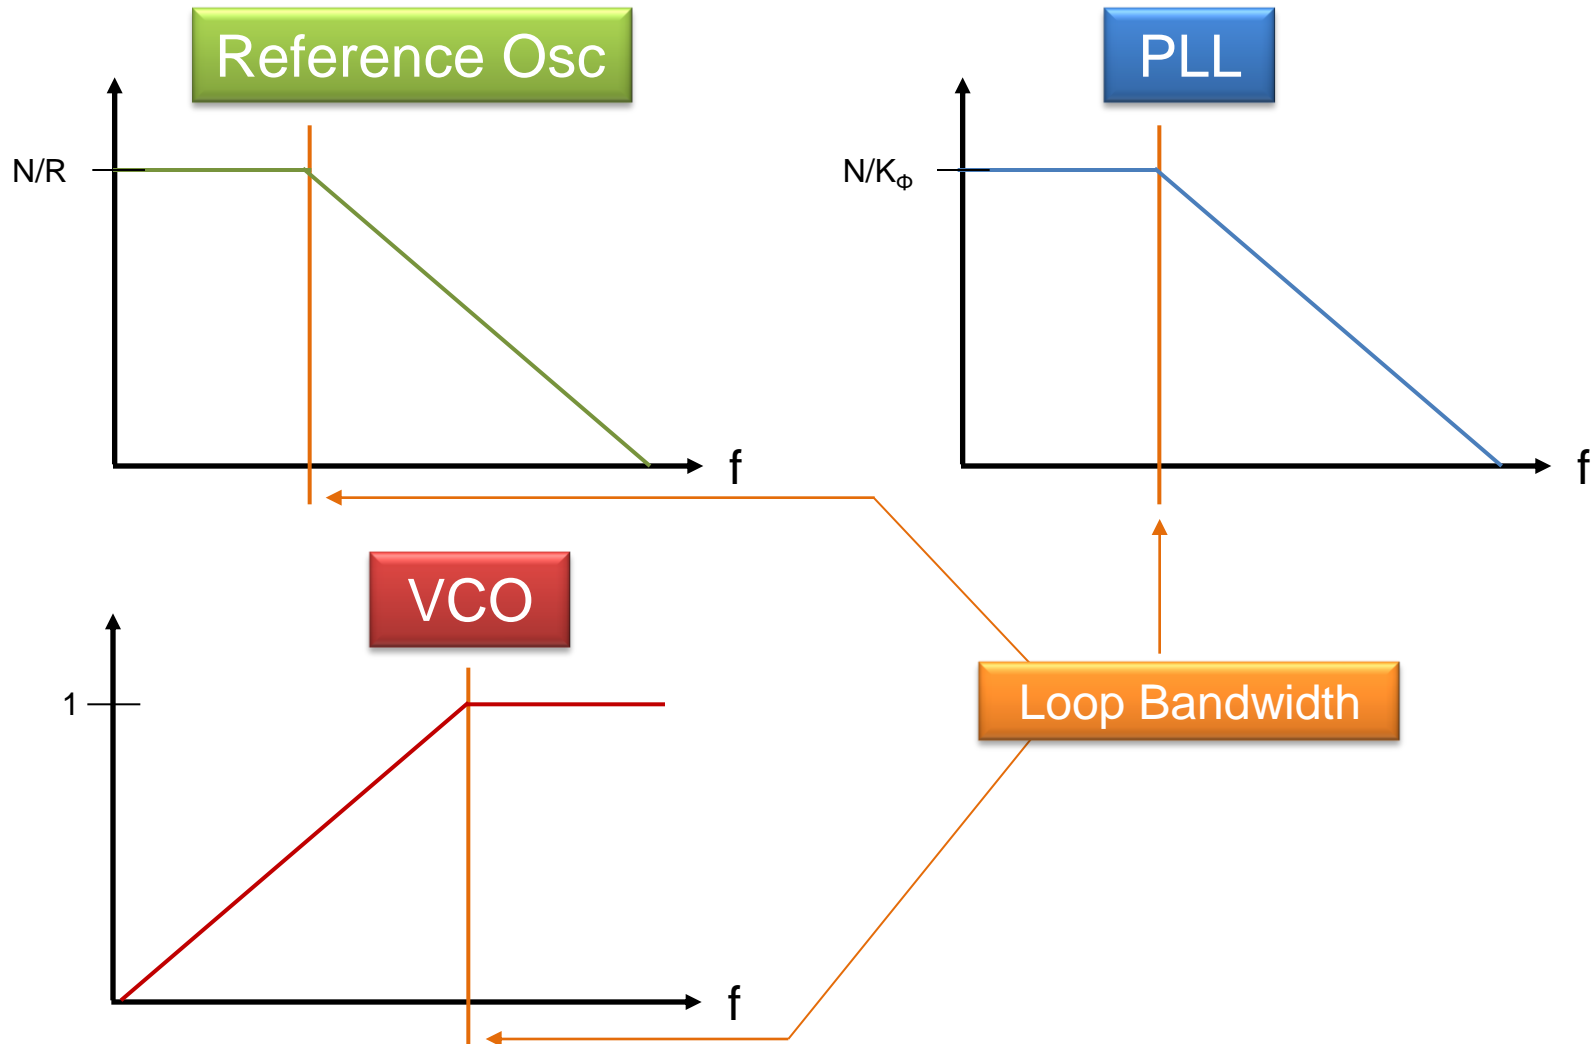 Reference Osc
PLL
N/R
N/KΦ
f
f
VCO
1
Loop Bandwidth
f